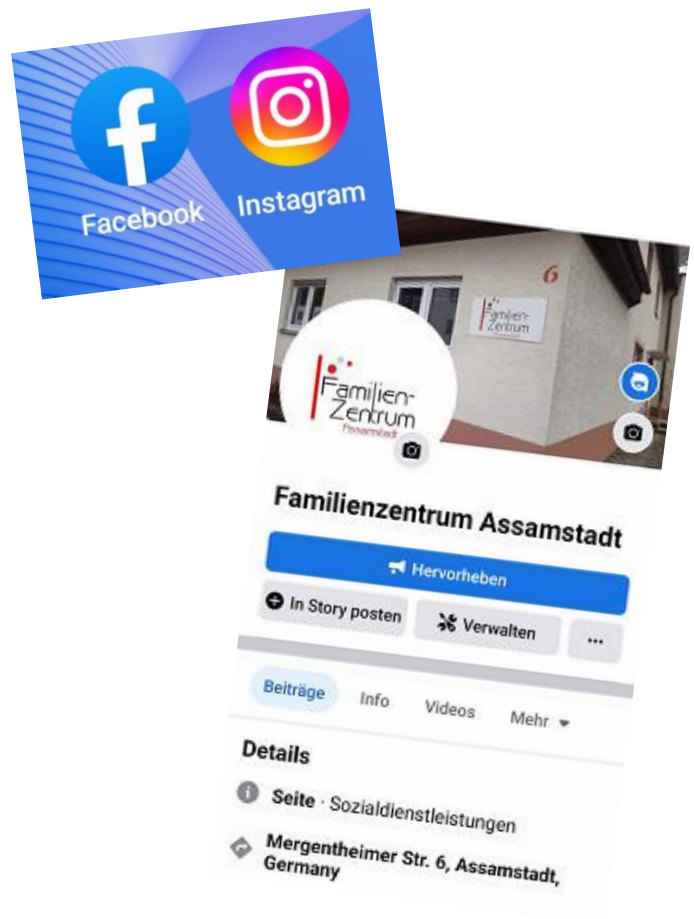 Facebook
Instagram
6
Familien-
Zentrum
Familien-
Zentrum
Assamstadt
Familienzentrum Assamstadt
Hervorheben
In Story posten
Verwalten
Beiträge
Info
Videos
Mehr
Details
Seite · Sozialdienstleistungen
Mergentheimer Str. 6, Assamstadt,
Germany